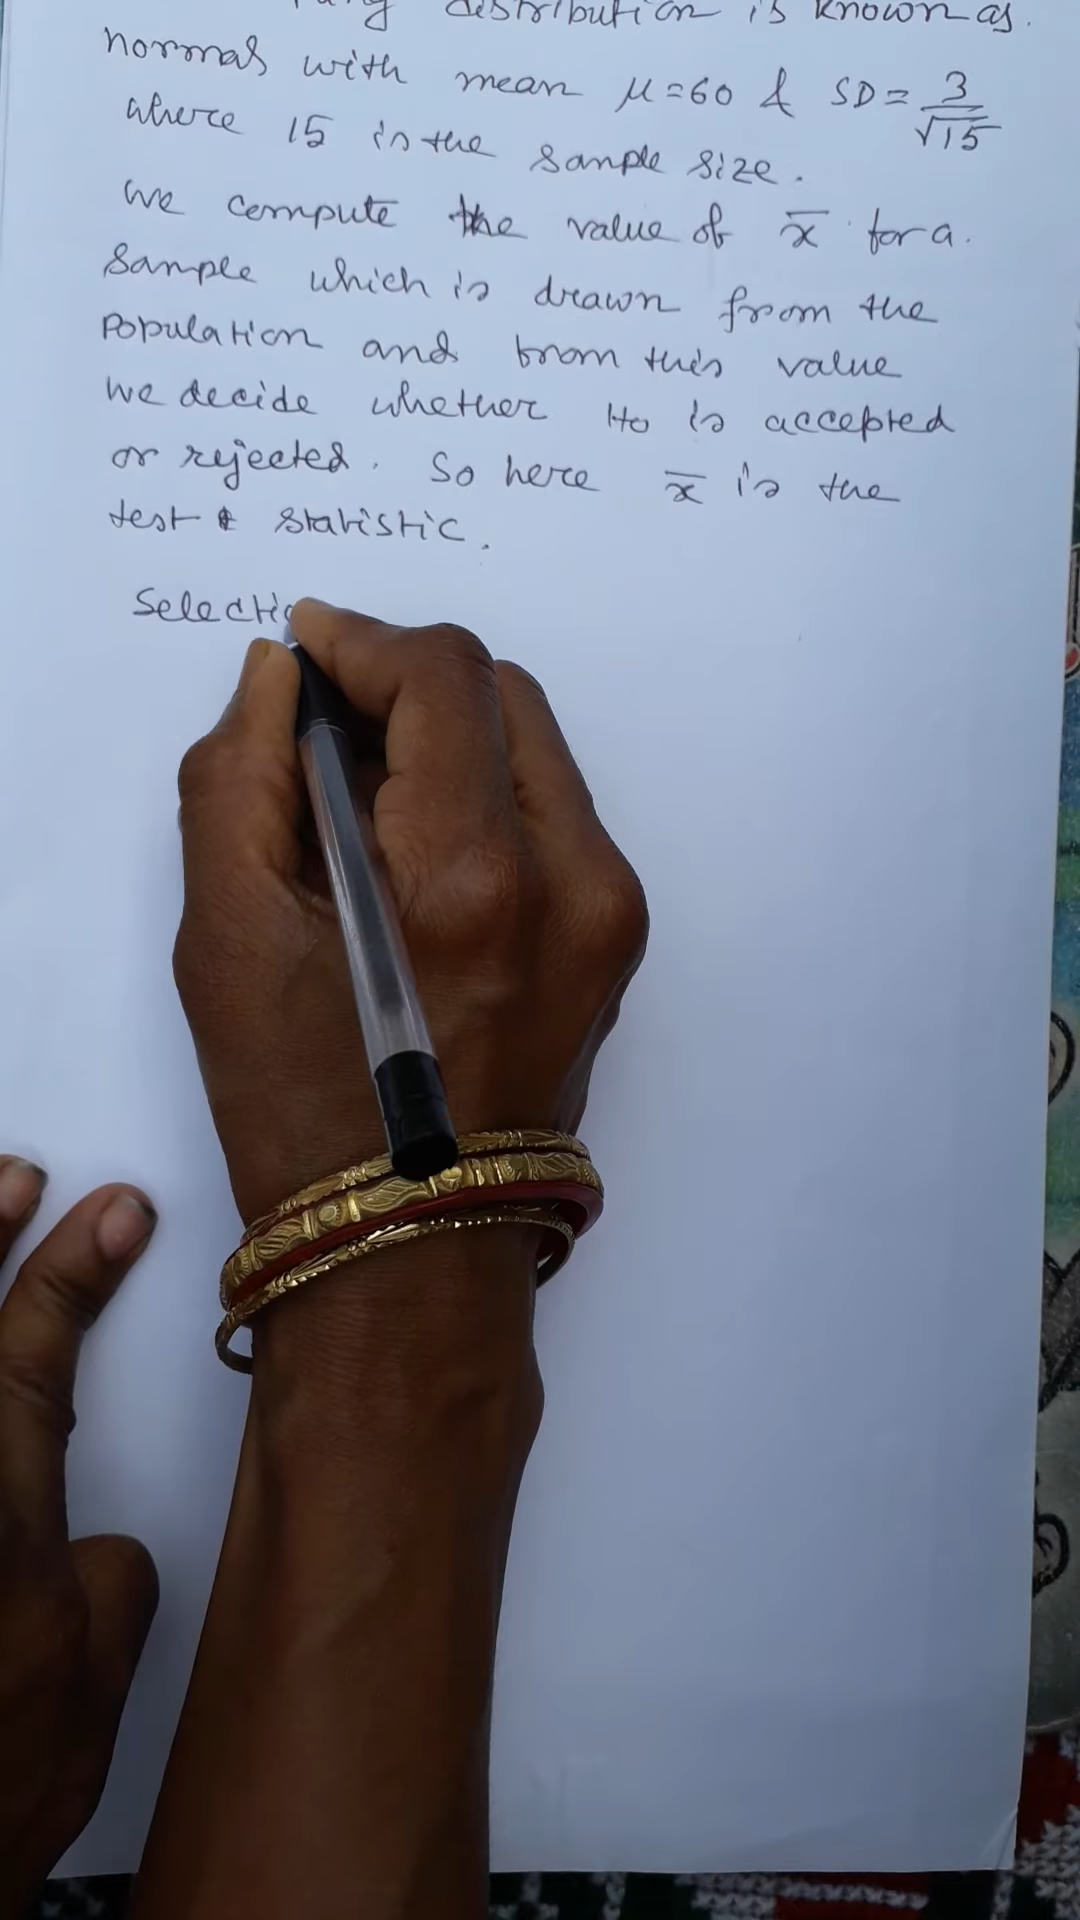 distribution is known as.
normal with mean μ=60 & SD= 3/√15
where 15 is the sample size.
we compute the value of x̄ for a.
sample which is drawn from the
population and from this value
we decide whether Ho is accepted
or rejected. So here x̄ is the
test statistic.
Selectio